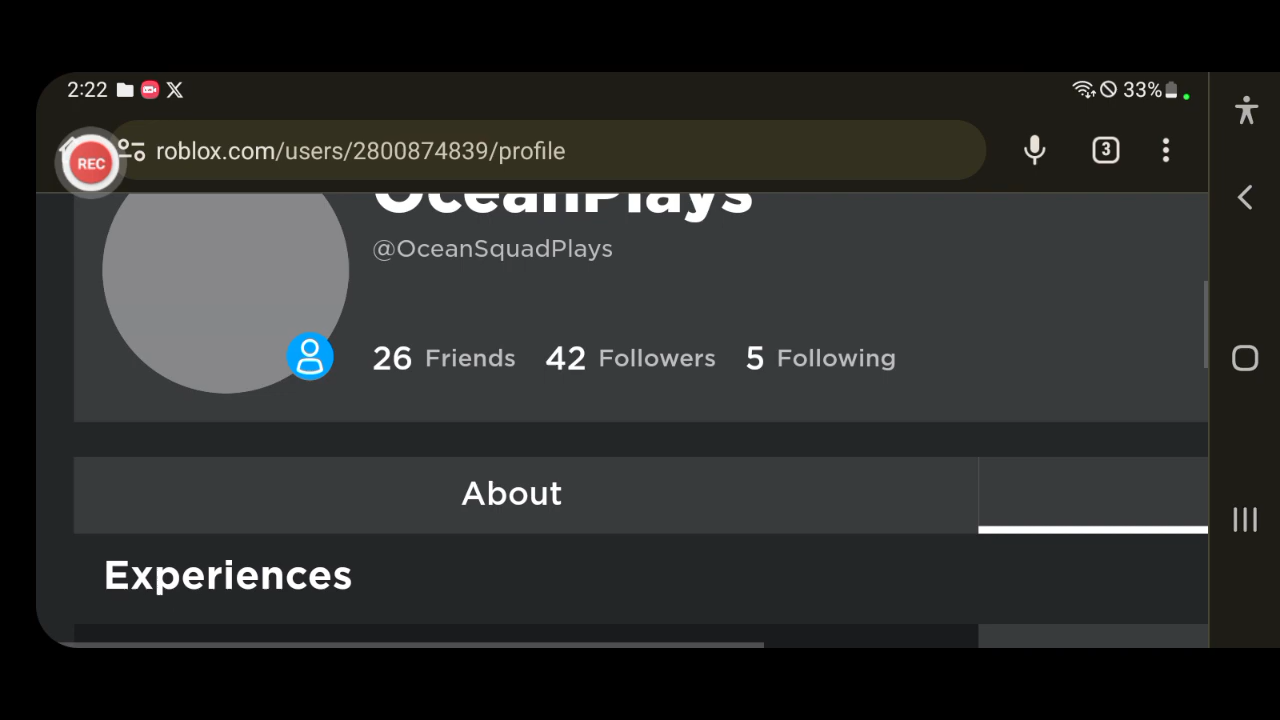 2:22
33%
REC
roblox.com/users/2800874839/profile
3
OceanPlays
@OceanSquadPlays
26 Friends 42 Followers 5 Following
About
Experiences